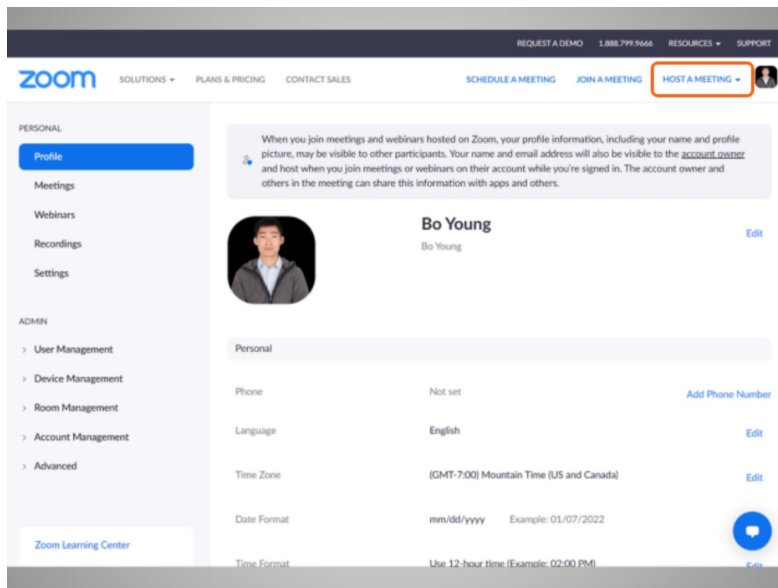 REQUEST A DEMO 1.888.799.9666 RESOURCES SUPPORT
zoom SOLUTIONS PLANS & PRICING CONTACT SALES SCHEDULE A MEETING JOIN A MEETING HOST A MEETING
PERSONAL
Profile
Meetings
Webinars
Recordings
Settings
ADMIN
User Management
Device Management
Room Management
Account Management
Advanced
Zoom Learning Center
When you join meetings and webinars hosted on Zoom, your profile information, including your name and profile
picture, may be visible to other participants. Your name and email address will also be visible to the account owner
and host when you join meetings or webinars on their account while you're signed in. The account owner and
others in the meeting can share this information with apps and others.
Bo Young Edit
Bo Young
Personal
Phone Not set Add Phone Number
Language English Edit
Time Zone (GMT-7:00) Mountain Time (US and Canada) Edit
Date Format mm/dd/yyyy Example: 01/07/2022
Time Format Use 12-hour time (Example: 02:00 PM) Edit